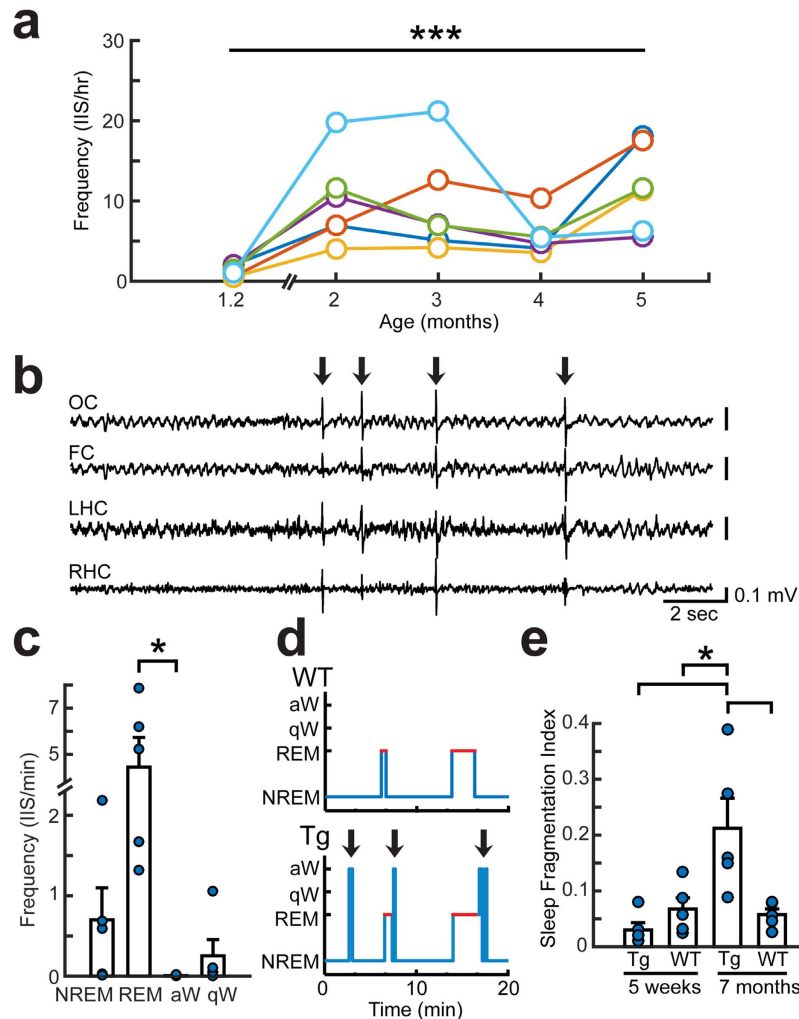 a
***
30
20
10
0
Frequency (IIS/hr)
1.2 2 3 4 5
Age (months)
b
OC
FC
LHC
RHC
0.1 mV
2 sec
c
*
7
5
2
1
0
Frequency (IIS/min)
NREM REM aW qW
d
WT
aW
qW
REM
NREM
0 20
Tg
aW
qW
REM
NREM
0 10 20
Time (min)
e
*
0.4
0.3
0.2
0.1
0
Sleep Fragmentation Index
Tg WT Tg WT
5 weeks 7 months